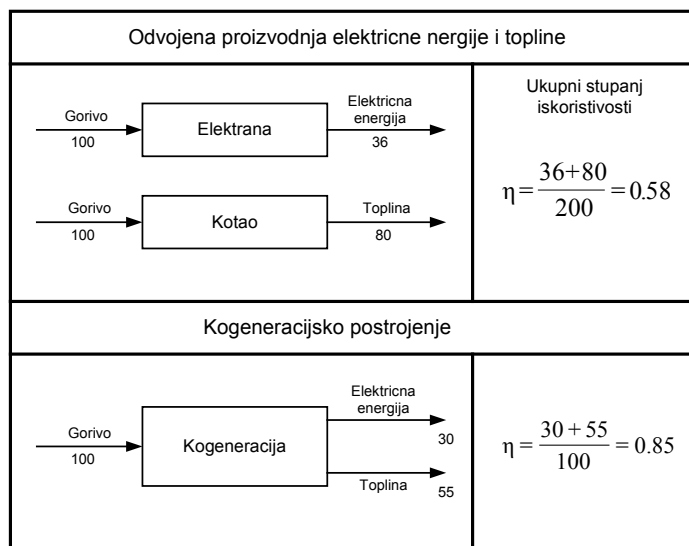 Odvojena proizvodnja elektricne nergije i topline
Gorivo
100
Elektrana
Elektricna
energija
36
Gorivo
100
Kotao
Toplina
80
Ukupni stupanj
iskoristivosti
η = 36+80 / 200 = 0.58
Kogeneracijsko postrojenje
Gorivo
100
Kogeneracija
Elektricna
energija
30
Toplina
55
η = 30 + 55 / 100 = 0.85